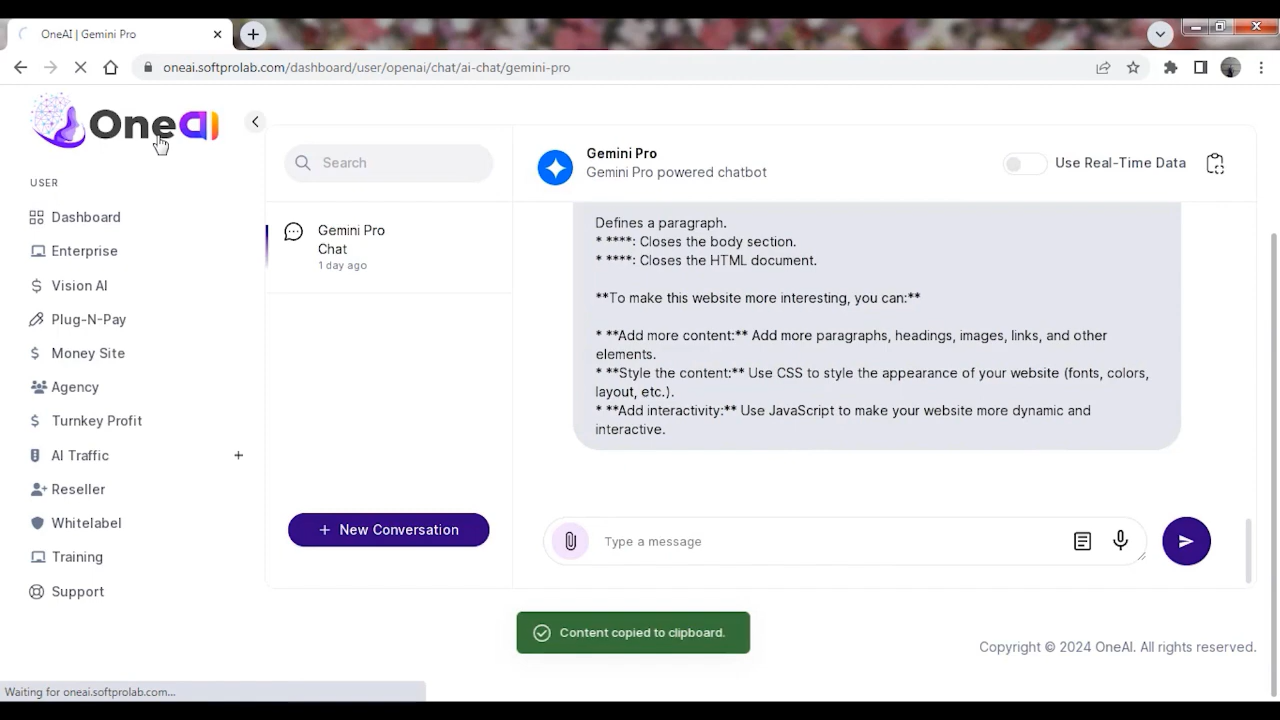 OneAI | Gemini Pro
oneai.softprolab.com/dashboard/user/openai/chat/ai-chat/gemini-pro
OneAI
USER
Dashboard
Enterprise
Vision AI
Plug-N-Pay
Money Site
Agency
Turnkey Profit
AI Traffic
Reseller
Whitelabel
Training
Support
Search
Gemini Pro
Chat
1 day ago
+ New Conversation
Gemini Pro
Gemini Pro powered chatbot
Use Real-Time Data
Defines a paragraph.
* ****: Closes the body section.
* ****: Closes the HTML document.
**To make this website more interesting, you can:**
* **Add more content:** Add more paragraphs, headings, images, links, and other
elements.
* **Style the content:** Use CSS to style the appearance of your website (fonts, colors,
layout, etc.).
* **Add interactivity:** Use JavaScript to make your website more dynamic and
interactive.
Type a message
Content copied to clipboard.
Copyright © 2024 OneAI. All rights reserved.
Waiting for oneai.softprolab.com...